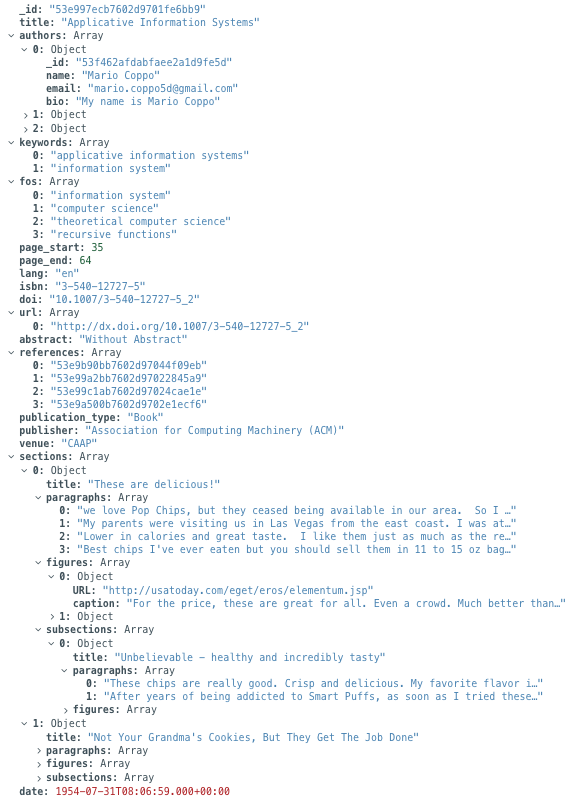 _id: "53e997ecb7602d9701fe6bb9"
title: "Applicative Information Systems"
authors: Array
0: Object
_id: "53f462afdabfaee2a1d9fe5d"
name: "Mario Coppo"
email: "mario.coppo5d@gmail.com"
bio: "My name is Mario Coppo"
1: Object
2: Object
keywords: Array
0: "applicative information systems"
1: "information system"
fos: Array
0: "information system"
1: "computer science"
2: "theoretical computer science"
3: "recursive functions"
page_start: 35
page_end: 64
lang: "en"
isbn: "3-540-12727-5"
doi: "10.1007/3-540-12727-5_2"
url: Array
0: "http://dx.doi.org/10.1007/3-540-12727-5_2"
abstract: "Without Abstract"
references: Array
0: "53e9b90bb7602d97044f09eb"
1: "53e99a2bb7602d97022845a9"
2: "53e99c1ab7602d97024cae1e"
3: "53e9a500b7602d9702e1ecf6"
publication_type: "Book"
publisher: "Association for Computing Machinery (ACM)"
venue: "CAAP"
sections: Array
0: Object
title: "These are delicious!"
paragraphs: Array
0: "we love Pop Chips, but they ceased being available in our area.  So I …"
1: "My parents were visiting us in Las Vegas from the east coast. I was at…"
2: "Lower in calories and great taste.  I like them just as much as the re…"
3: "Best chips I've ever eaten but you should sell them in 11 to 15 oz bag…"
figures: Array
0: Object
URL: "http://usatoday.com/eget/eros/elementum.jsp"
caption: "For the price, these are great for all. Even a crowd. Much better than…"
1: Object
subsections: Array
0: Object
title: "Unbelievable – healthy and incredibly tasty"
paragraphs: Array
0: "These chips are really good. Crisp and delicious. My favorite flavor i…"
1: "After years of being addicted to Smart Puffs, as soon as I tried these…"
figures: Array
1: Object
title: "Not Your Grandma's Cookies, But They Get The Job Done"
paragraphs: Array
figures: Array
subsections: Array
date: 1954-07-31T08:06:59.000+00:00